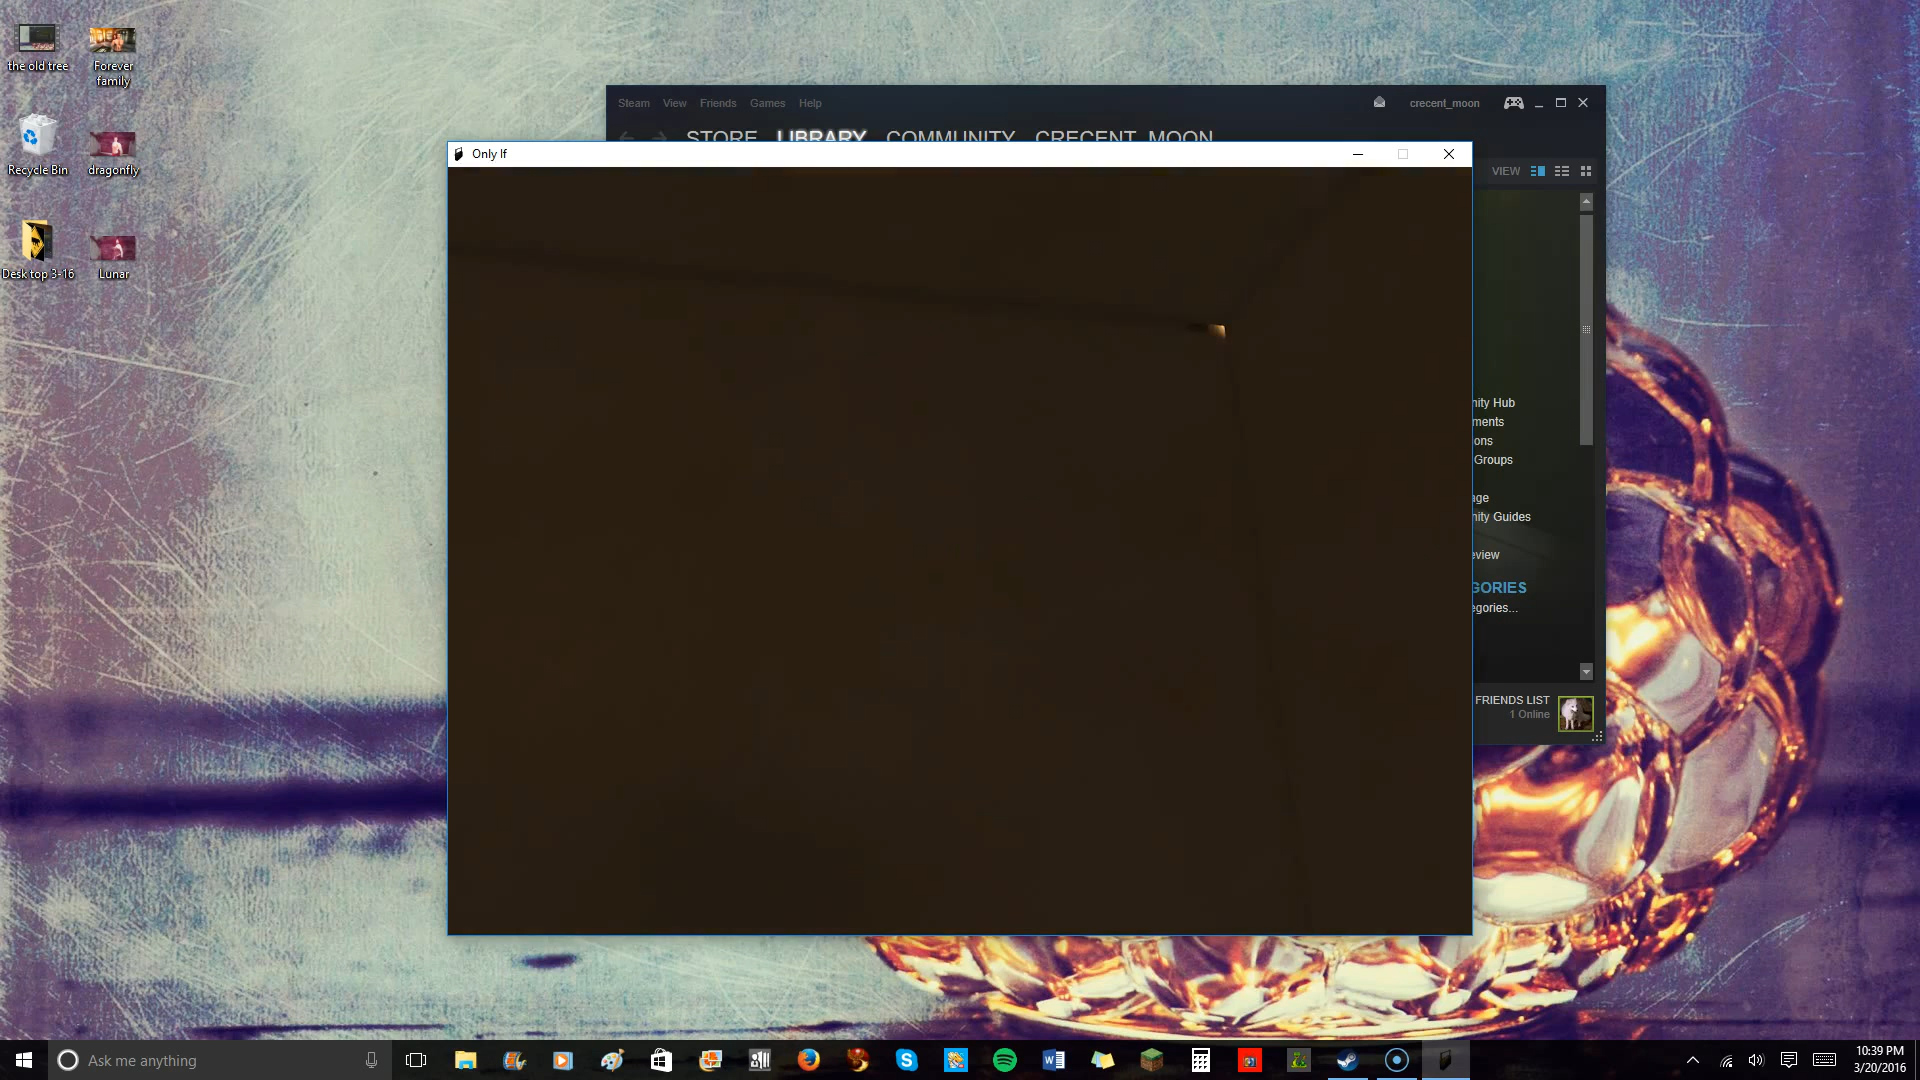 the old tree
Forever
family
Recycle Bin
dragonfly
Desk top 3-16
Lunar
Steam View Friends Games Help
crecent_moon
STORE LIBRARY COMMUNITY CRECENT_MOON
Only If
VIEW
nity Hub
ments
ons
Groups
age
nity Guides
eview
GORIES
egories...
FRIENDS LIST
1 Online
Ask me anything
10:39 PM
3/20/2016